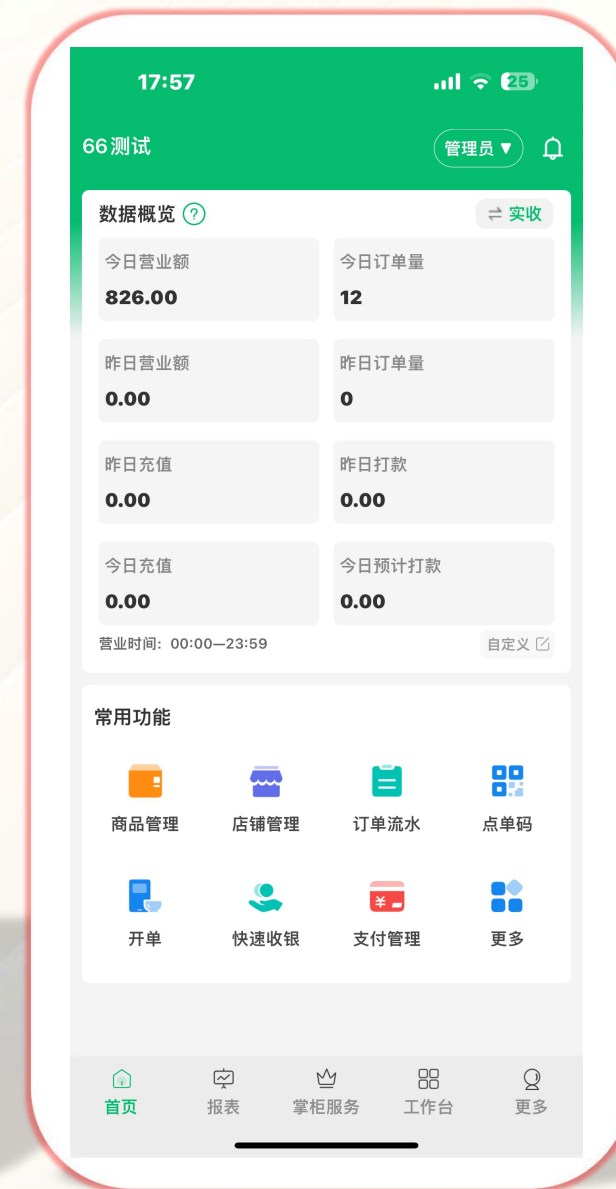 17:57 25
66测试 管理员▼
数据概览 ? 实收
今日营业额 今日订单量
826.00 12
昨日营业额 昨日订单量
0.00 0
昨日充值 昨日打款
0.00 0.00
今日充值 今日预计打款
0.00 0.00
营业时间: 00:00—23:59 自定义
常用功能
商品管理 店铺管理 订单流水 点单码
¥
开单 快速收银 支付管理 更多
首页 报表 掌柜服务 工作台 更多